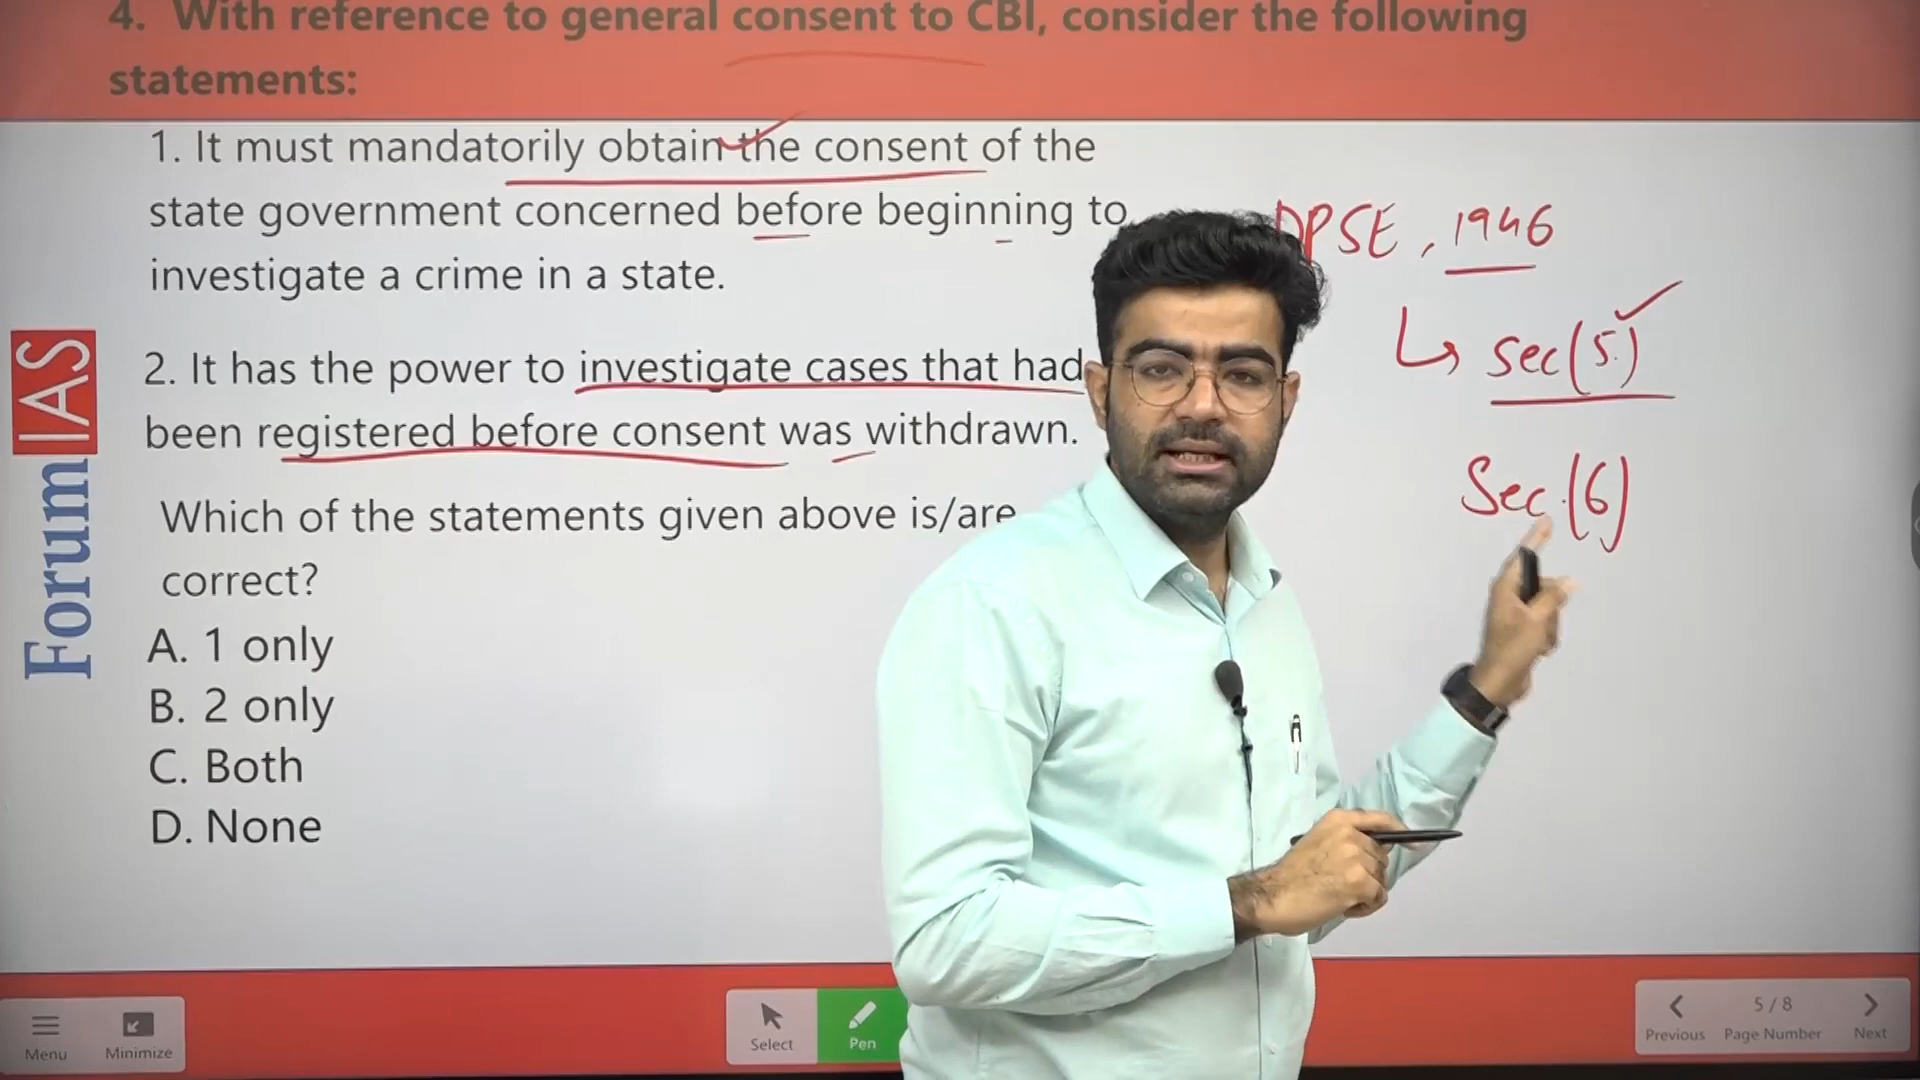 4. With reference to general consent to CBI, consider the following
statements:
1. It must mandatorily obtain the consent of the
state government concerned before beginning to
investigate a crime in a state.
2. It has the power to investigate cases that had
been registered before consent was withdrawn.
Which of the statements given above is/are
correct?
A. 1 only
B. 2 only
C. Both
D. None
DPSE, 1946
Sec (5)
Sec. (6)
Forum IAS
Menu
Minimize
Select
Pen
5 / 8
Previous
Page Number
Next